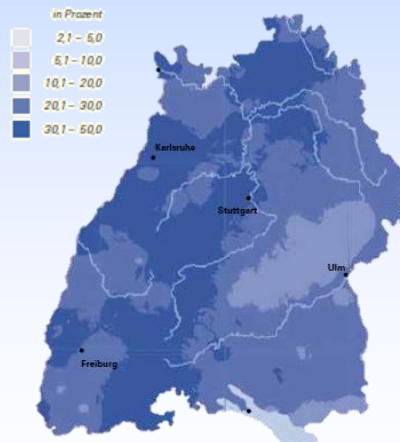 in Prozent
2,1 – 5,0
5,1 – 10,0
10,1 – 20,0
20,1 – 30,0
30,1 – 50,0
Karlsruhe
Stuttgart
Ulm
Freiburg